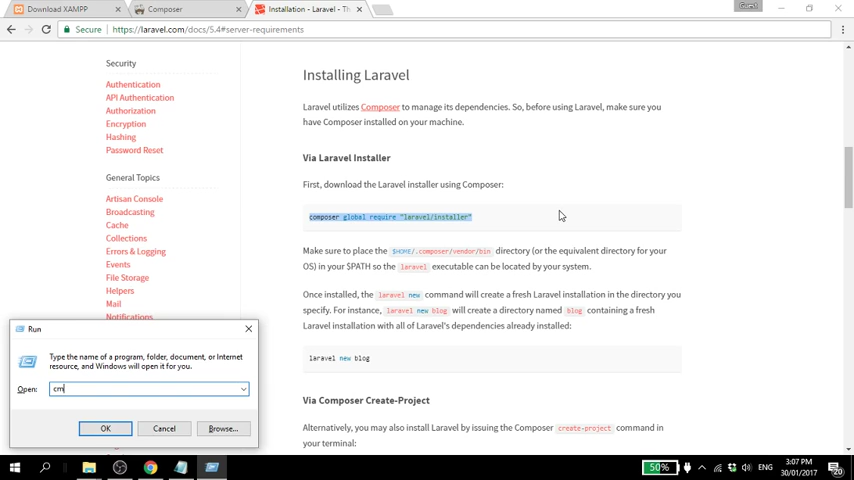 Download XAMPP
Composer
Installation - Laravel - Th
Guest
Secure
https://laravel.com/docs/5.4#server-requirements
Security
Authentication
API Authentication
Authorization
Encryption
Hashing
Password Reset
General Topics
Artisan Console
Broadcasting
Cache
Collections
Errors & Logging
Events
File Storage
Helpers
Mail
Notifications
Installing Laravel
Laravel utilizes Composer to manage its dependencies. So, before using Laravel, make sure you
have Composer installed on your machine.
Via Laravel Installer
First, download the Laravel installer using Composer:
composer global require "laravel/installer"
Make sure to place the $HOME/.composer/vendor/bin directory (or the equivalent directory for your
OS) in your $PATH so the laravel executable can be located by your system.
Once installed, the laravel new command will create a fresh Laravel installation in the directory you
specify. For instance, laravel new blog will create a directory named blog containing a fresh
Laravel installation with all of Laravel's dependencies already installed:
laravel new blog
Via Composer Create-Project
Alternatively, you may also install Laravel by issuing the Composer create-project command in
your terminal:
Run
Type the name of a program, folder, document, or Internet
resource, and Windows will open it for you.
Open: cm
OK
Cancel
Browse...
50%
ENG
3:07 PM
30/01/2017
20